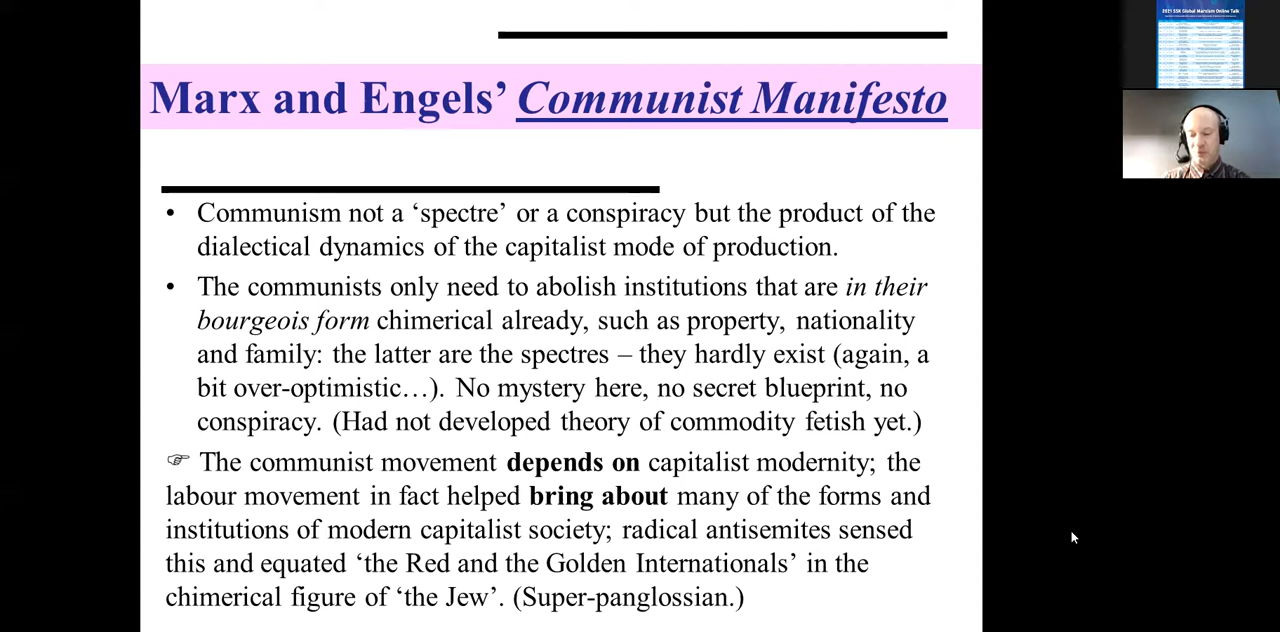 2021 SSK Global Marxism Online Talk
Marx and Engels’ Communist Manifesto
• Communism not a ‘spectre’ or a conspiracy but the product of the
dialectical dynamics of the capitalist mode of production.
• The communists only need to abolish institutions that are in their
bourgeois form chimerical already, such as property, nationality
and family: the latter are the spectres – they hardly exist (again, a
bit over-optimistic…). No mystery here, no secret blueprint, no
conspiracy. (Had not developed theory of commodity fetish yet.)
☞ The communist movement depends on capitalist modernity; the
labour movement in fact helped bring about many of the forms and
institutions of modern capitalist society; radical antisemites sensed
this and equated ‘the Red and the Golden Internationals’ in the
chimerical figure of ‘the Jew’. (Super-panglossian.)